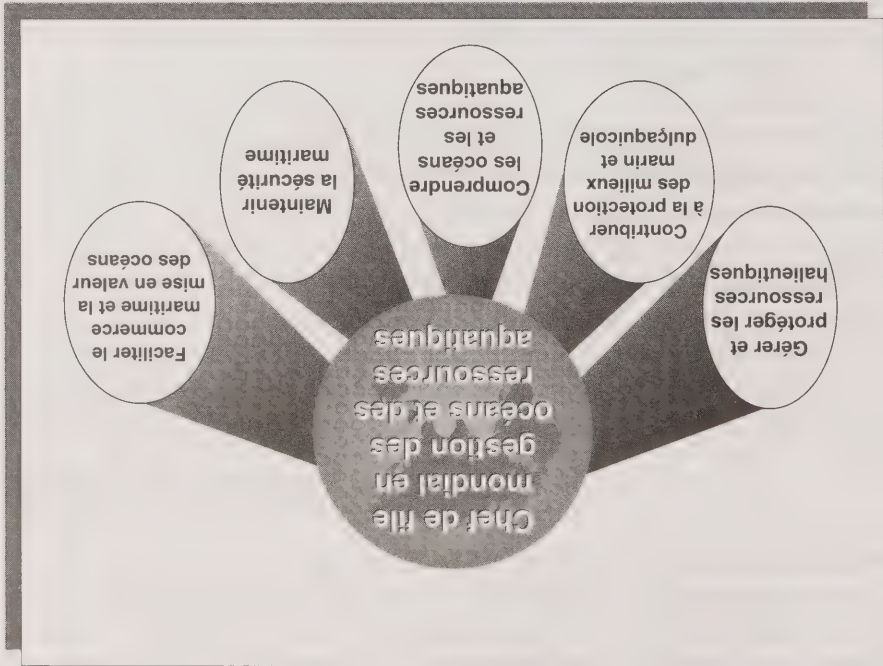 Chef de file
mondial en
gestion des
océans et des
ressources
aquatiques
Gérer et
protéger les
ressources
halieutiques
Contribuer
à la protection
des milieux
marin et
dulçaquicole
Comprendre
les océans
et les
ressources
aquatiques
Maintenir
la sécurité
maritime
Faciliter le
commerce
maritime et la
mise en valeur
des océans